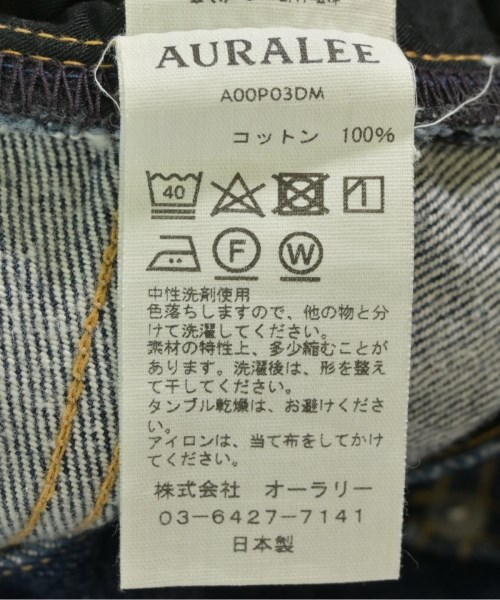 AURALEE
A00P03DM
コットン 100%
40
F W
中性洗剤使用
色落ちしますので、他の物と分
けて洗濯してください。
素材の特性上、多少縮むことが
あります。洗濯後は、形を整え
て干してください。
タンブル乾燥は、お避けくださ
い。
アイロンは、当て布をしてかけ
てください。
株式会社 オーラリー
03-6427-7141
日本製